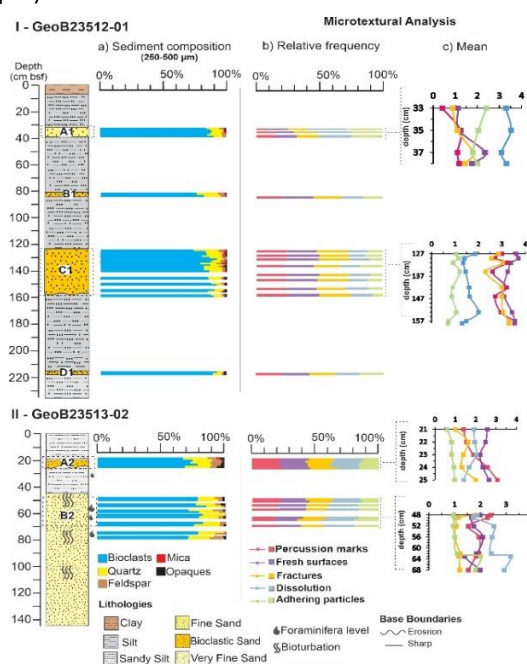 I - GeoB23512-01
Microtextural Analysis
a) Sediment composition
(250-500 µm)
b) Relative frequency
c) Mean
Depth
(cm bsf)
0% 50% 100%
0% 50% 100%
0 1 2 3 4
0
20
40
60
80
100
120
140
160
180
200
220
A1
B1
C1
D1
33
35
37
depth (cm)
0 1 2 3 4
127
137
147
157
depth (cm)
II - GeoB23513-02
0% 50% 100%
0% 50% 100%
0 1 2 3 4
0
20
40
60
80
100
120
140
A2
B2
21
22
23
24
25
depth (cm)
0 1 2 3 4
48
52
56
60
64
68
depth (cm)
Bioclasts
Mica
Quartz
Opaques
Feldspar
Percussion marks
Fresh surfaces
Fractures
Dissolution
Adhering particles
Lithologies
Clay
Silt
Sandy Silt
Fine Sand
Bioclastic Sand
Very Fine Sand
Foraminifera level
Bioturbation
Base Boundaries
Erosion
Sharp